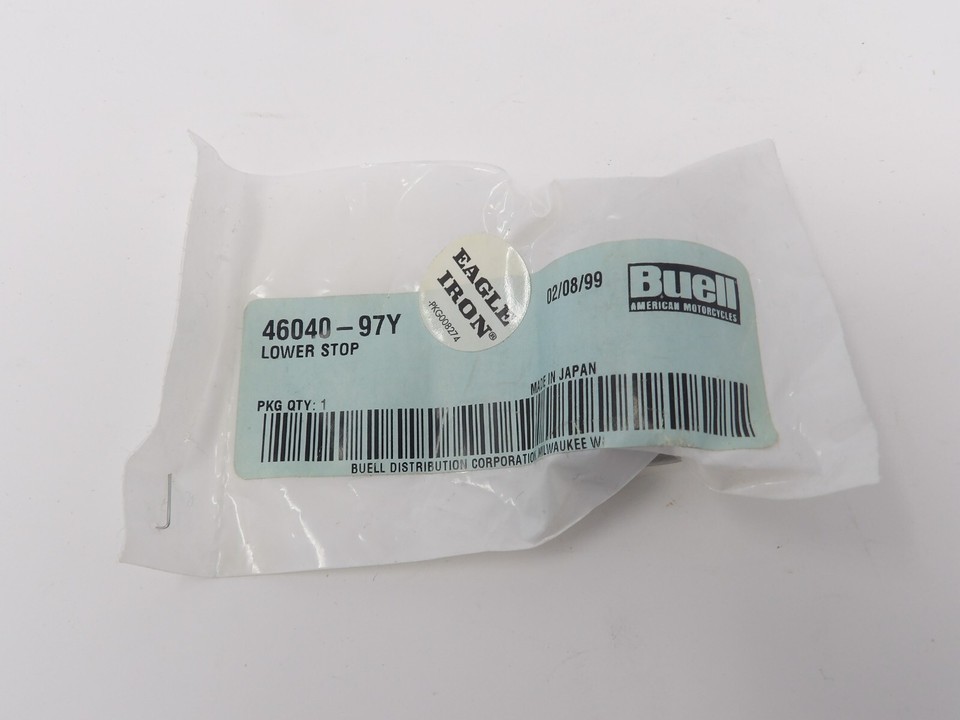 EAGLE
IRON®
-PKG008274
02/08/99
Buell
AMERICAN MOTORCYCLES
46040-97Y
LOWER STOP
MADE IN JAPAN
PKG QTY: 1
BUELL DISTRIBUTION CORPORATION MILWAUKEE WI